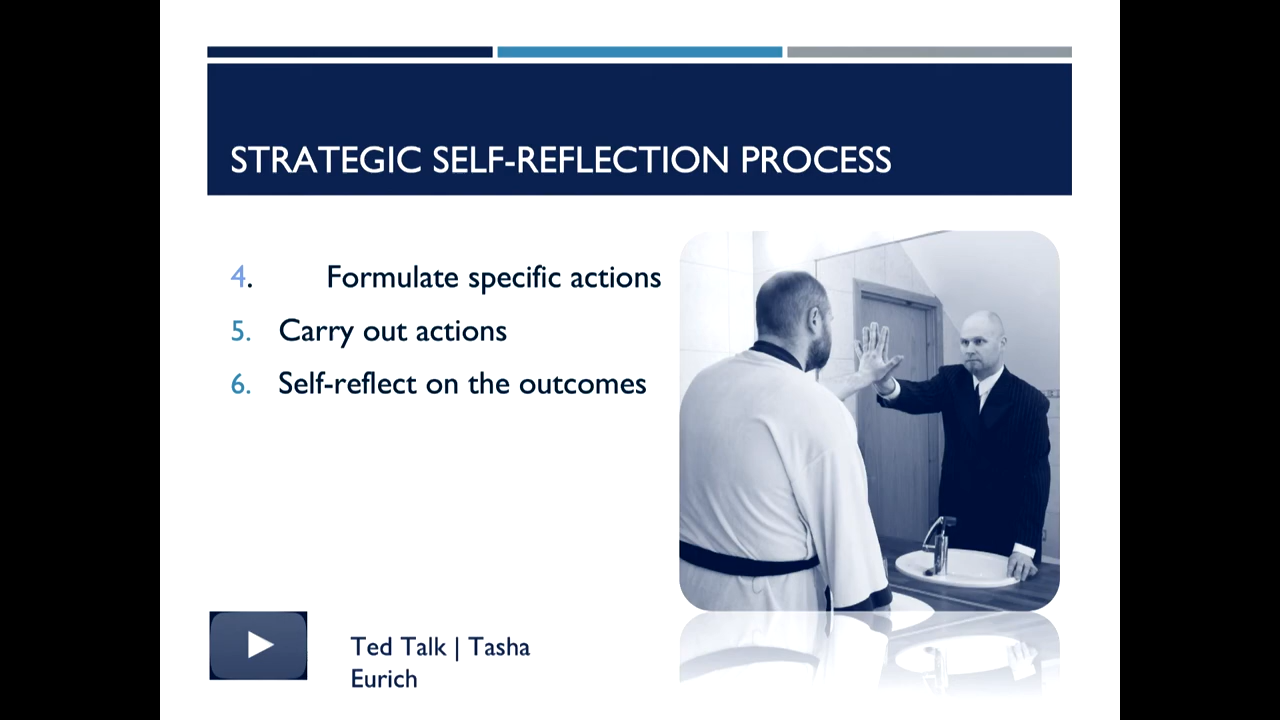 STRATEGIC SELF-REFLECTION PROCESS
4. Formulate specific actions
5. Carry out actions
6. Self-reflect on the outcomes
Ted Talk | Tasha
Eurich